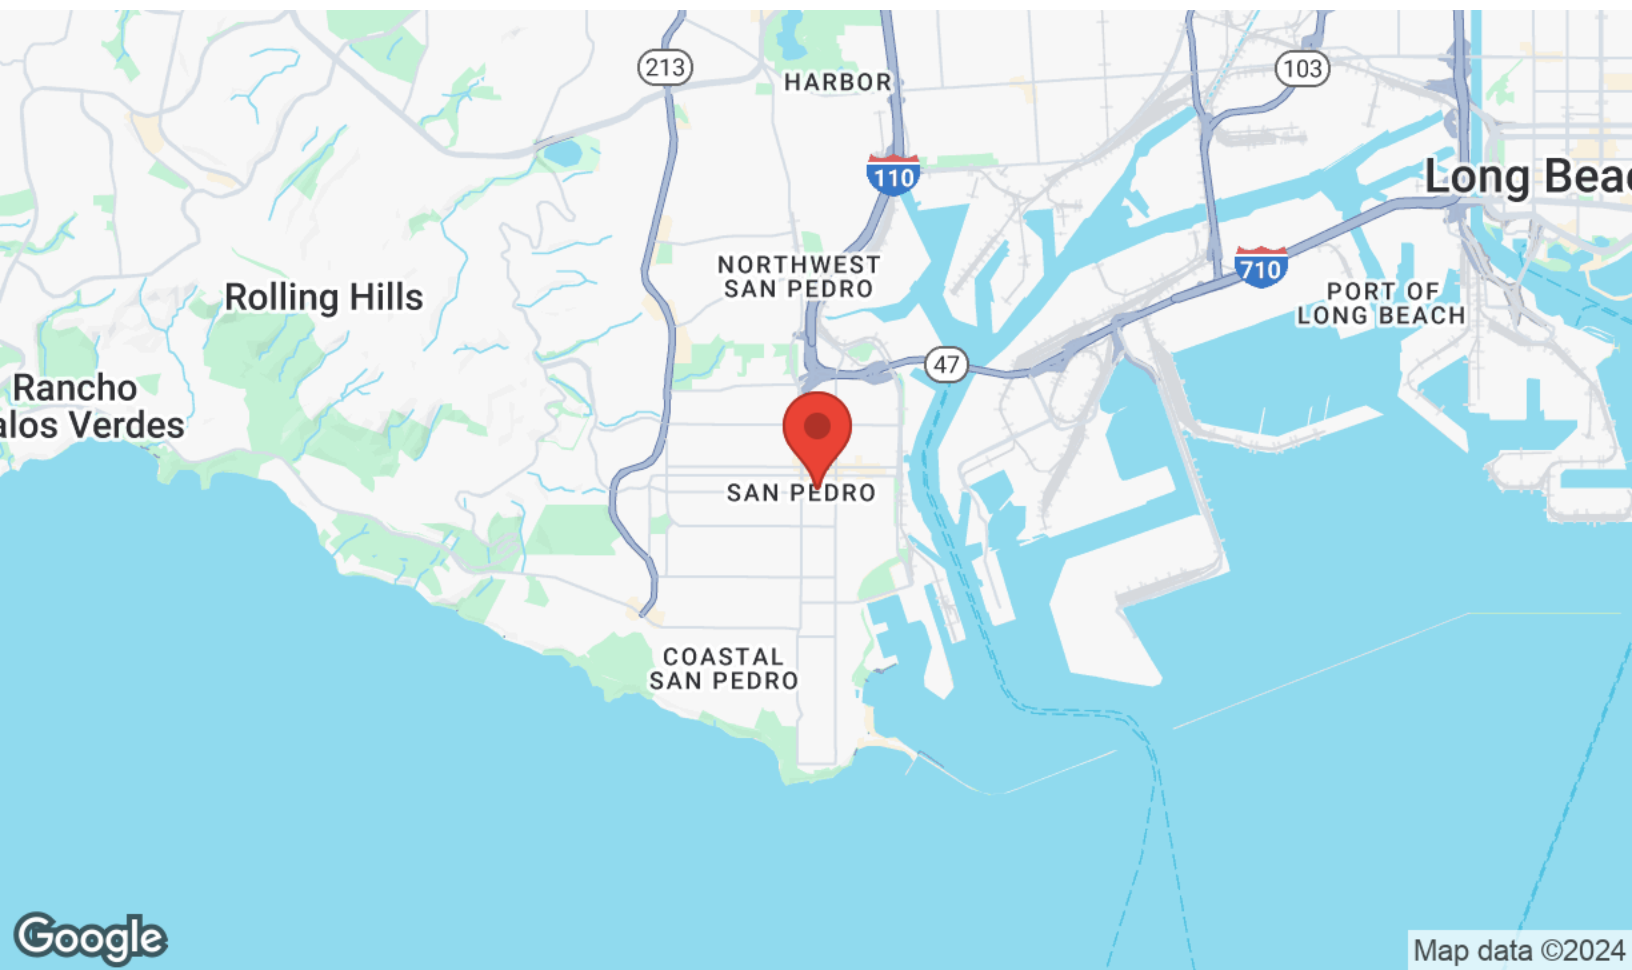 213
103
HARBOR
110
Long Beac
NORTHWEST
SAN PEDRO
710
Rolling Hills
PORT OF
LONG BEACH
47
Rancho
alos Verdes
SAN PEDRO
COASTAL
SAN PEDRO
Google
Map data ©2024